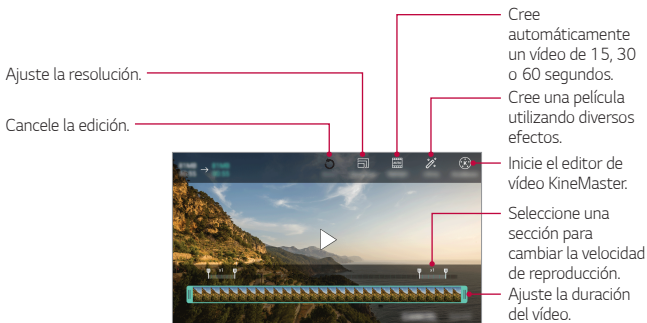 Cree
automáticamente
un vídeo de 15, 30
o 60 segundos.
Ajuste la resolución.
Cree una película
utilizando diversos
efectos.
Cancele la edición.
Inicie el editor de
vídeo KineMaster.
Seleccione una
sección para
cambiar la velocidad
de reproducción.
x1
x1
Ajuste la duración
del vídeo.